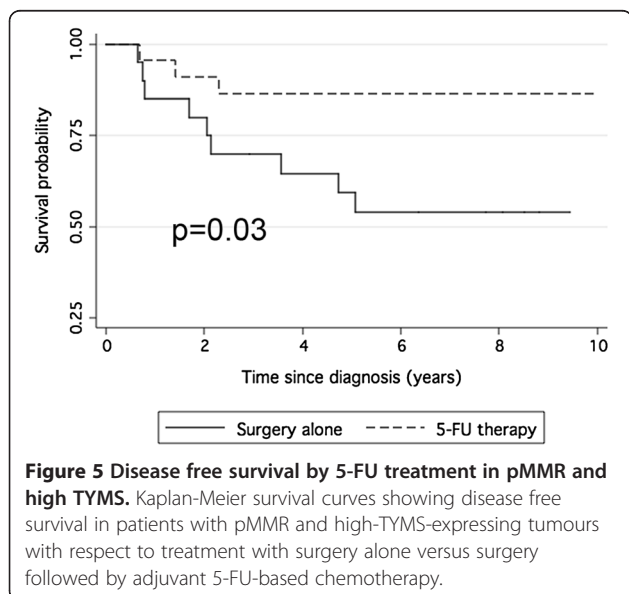 1.00
0.75
0.50
0.25
Survival probability
p=0.03
0 2 4 6 8 10
Time since diagnosis (years)
Surgery alone 5-FU therapy
Figure 5 Disease free survival by 5-FU treatment in pMMR and
high TYMS. Kaplan-Meier survival curves showing disease free
survival in patients with pMMR and high-TYMS-expressing tumours
with respect to treatment with surgery alone versus surgery
followed by adjuvant 5-FU-based chemotherapy.